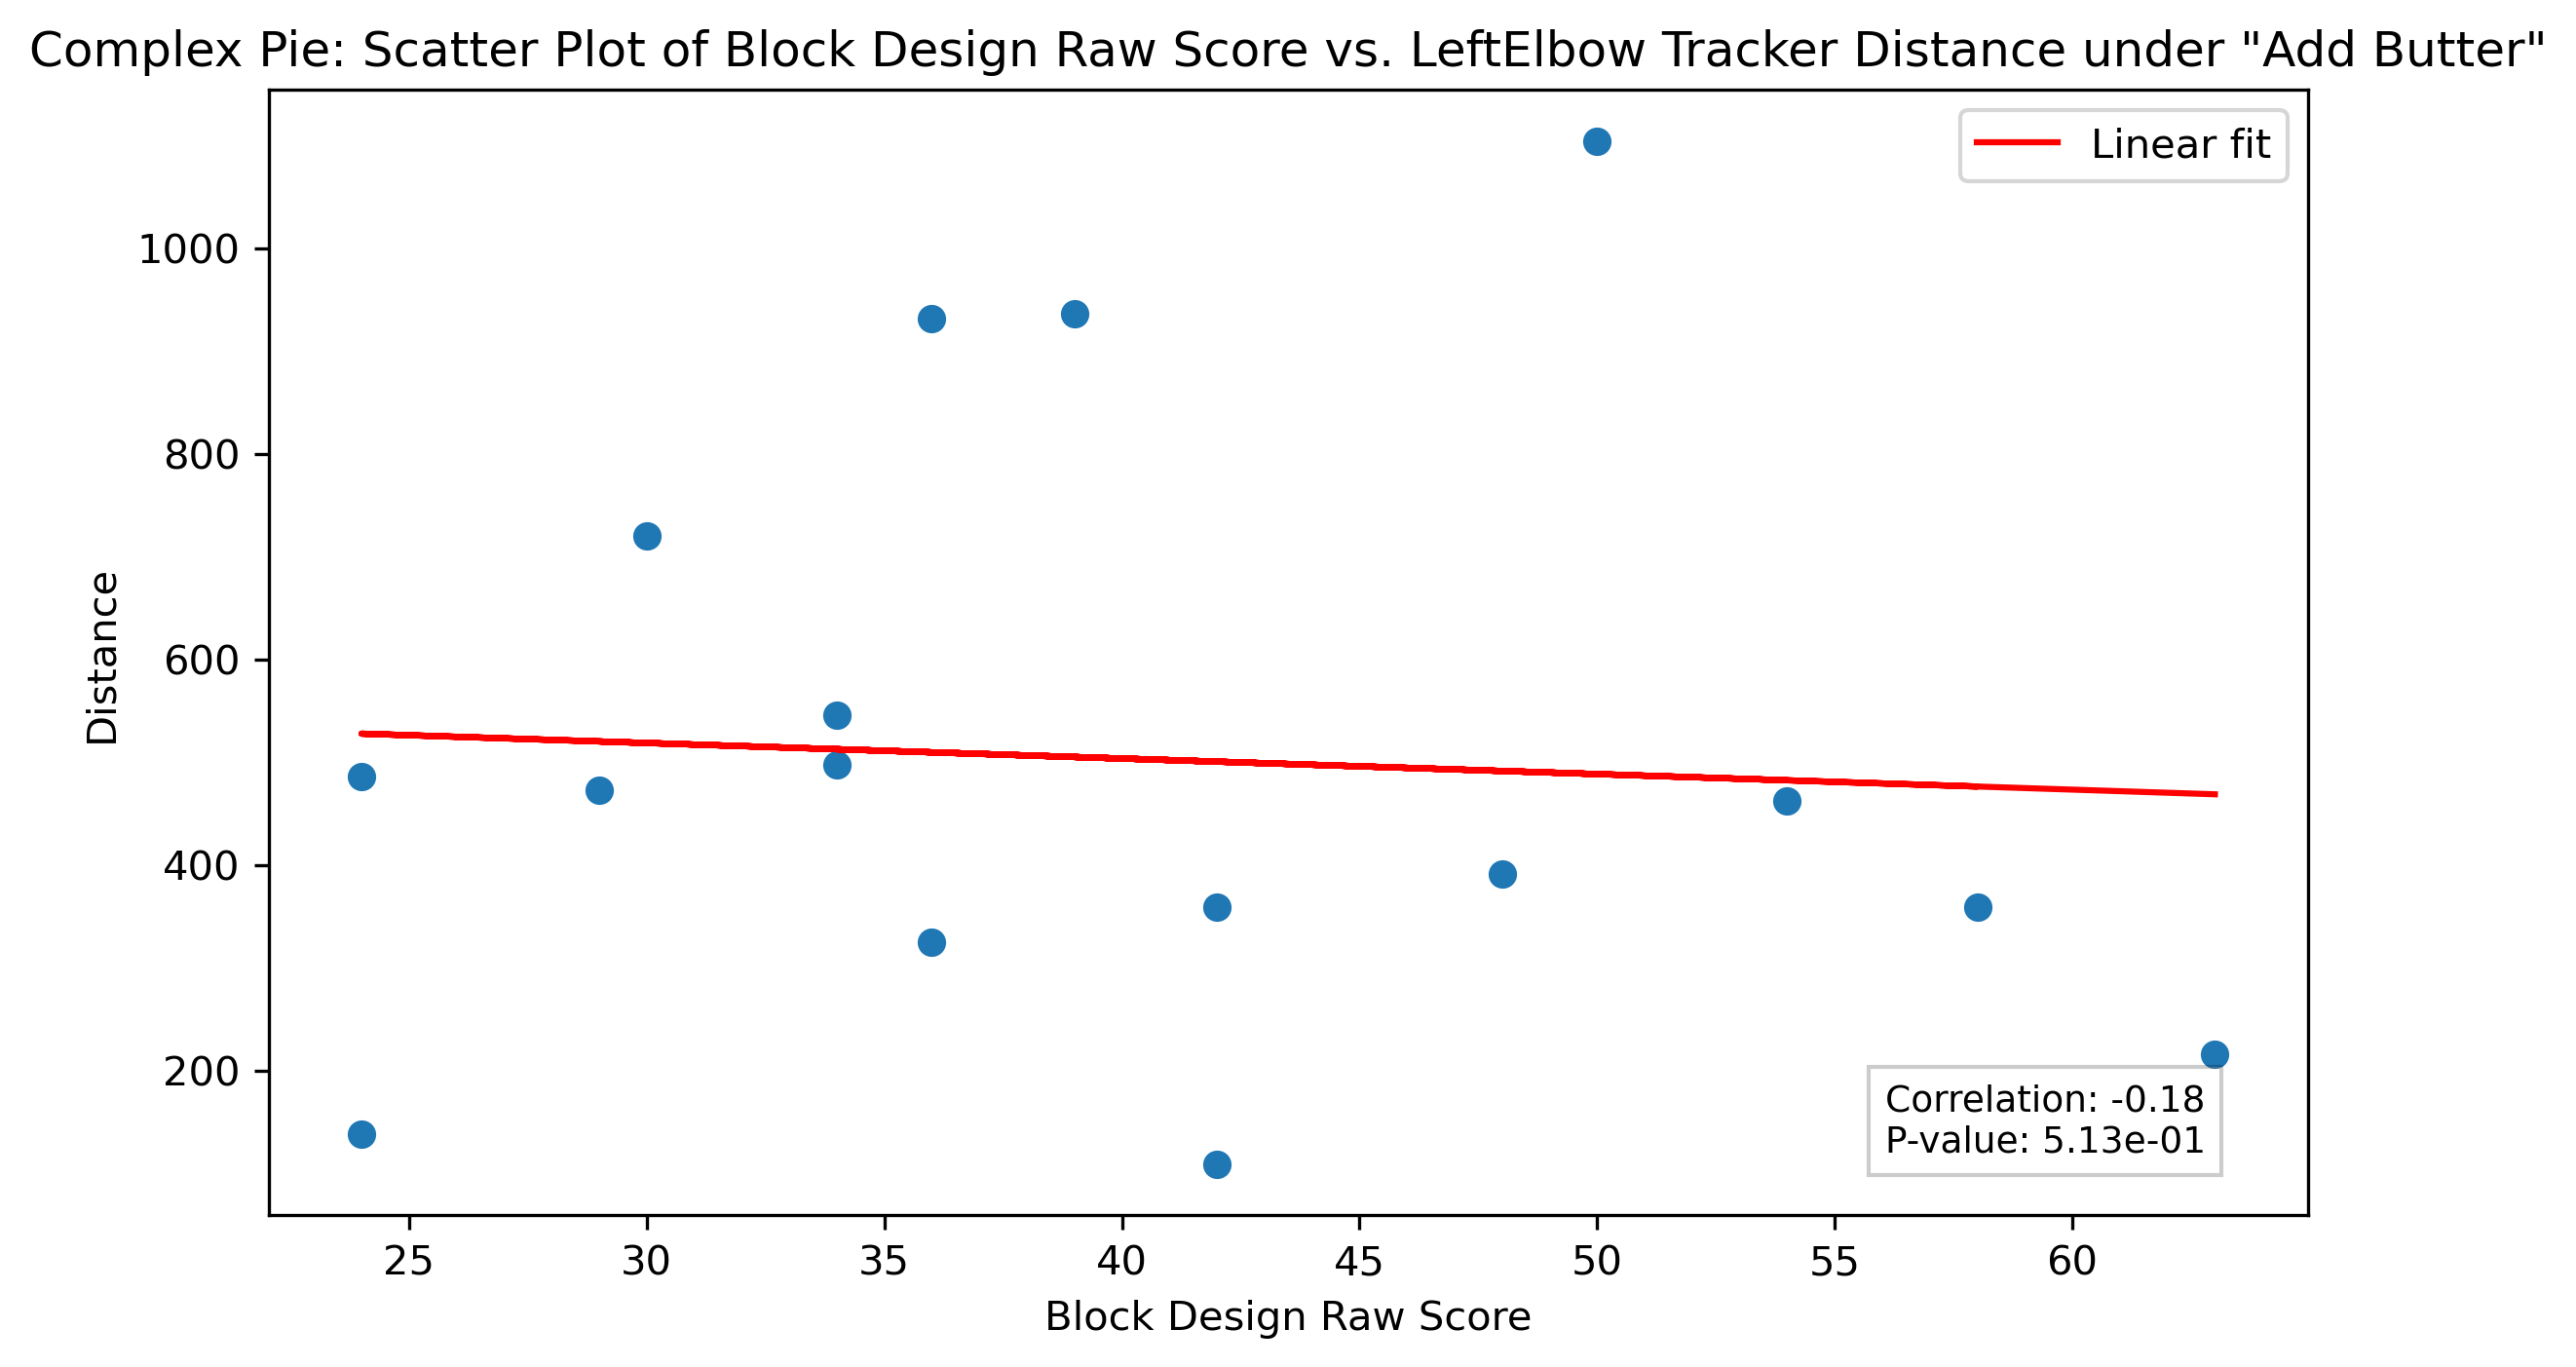 Complex Pie: Scatter Plot of Block Design Raw Score vs. LeftElbow Tracker Distance under "Add Butter"
Linear fit
1000
800
600
400
200
Distance
Correlation: -0.18
P-value: 5.13e-01
25 30 35 40 45 50 55 60
Block Design Raw Score